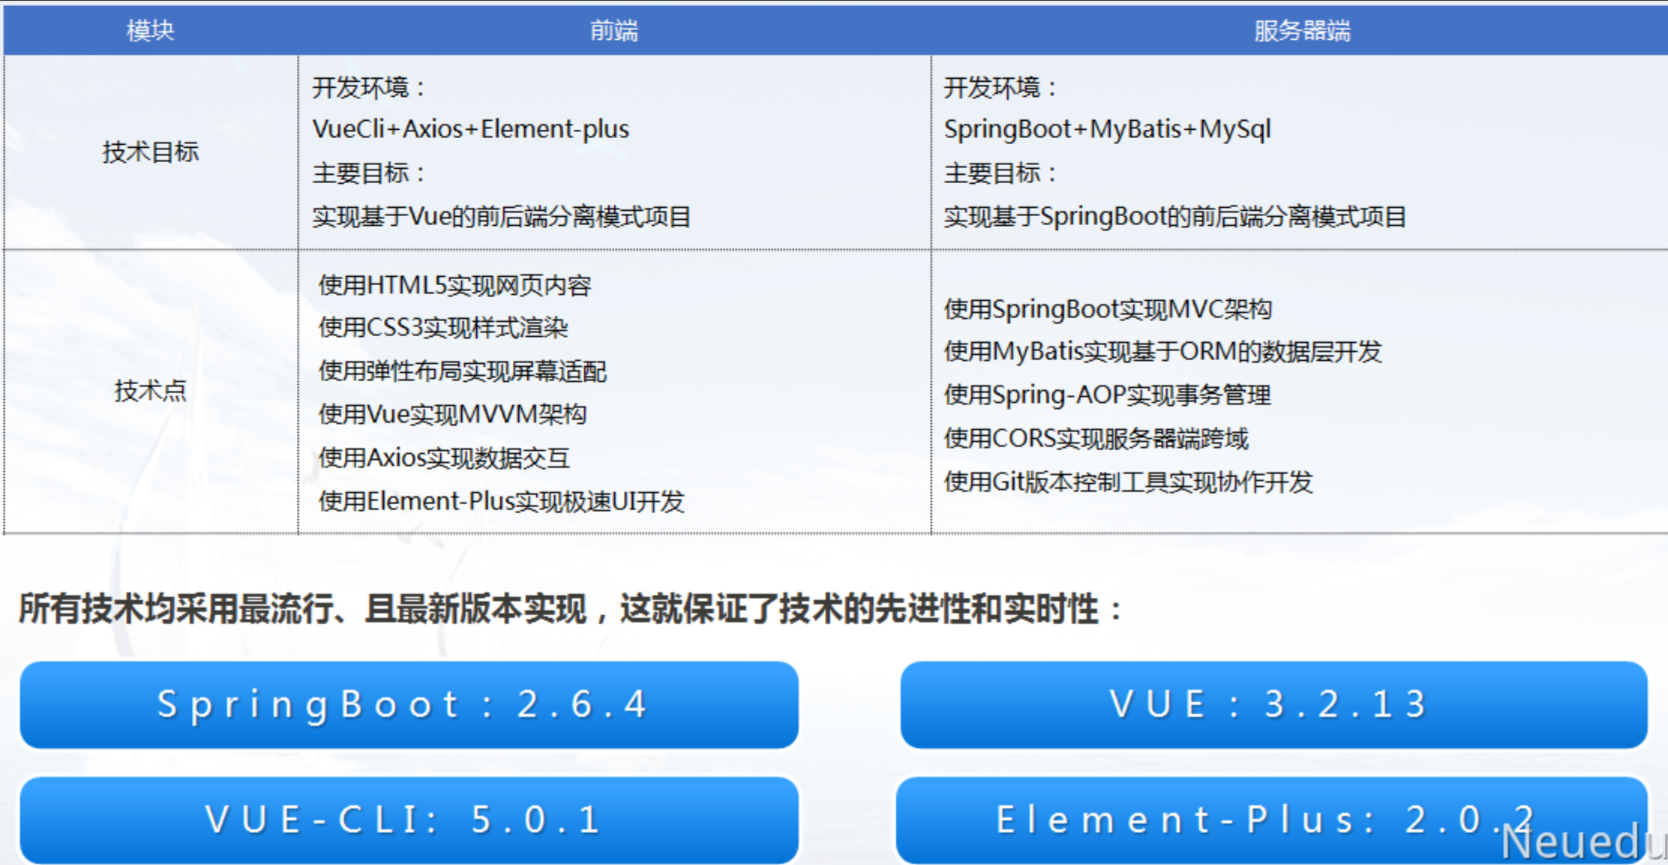 模块 前端 服务器端
技术目标
开发环境：
VueCli+Axios+Element-plus
主要目标：
实现基于Vue的前后端分离模式项目
开发环境：
SpringBoot+MyBatis+MySql
主要目标：
实现基于SpringBoot的前后端分离模式项目
技术点
使用HTML5实现网页内容
使用CSS3实现样式渲染
使用弹性布局实现屏幕适配
使用Vue实现MVVM架构
使用Axios实现数据交互
使用Element-Plus实现极速UI开发
使用SpringBoot实现MVC架构
使用MyBatis实现基于ORM的数据层开发
使用Spring-AOP实现事务管理
使用CORS实现服务器端跨域
使用Git版本控制工具实现协作开发
所有技术均采用最流行、且最新版本实现，这就保证了技术的先进性和实时性：
SpringBoot：2.6.4
VUE：3.2.13
VUE-CLI: 5.0.1
Element-Plus: 2.0.2
Neuedu